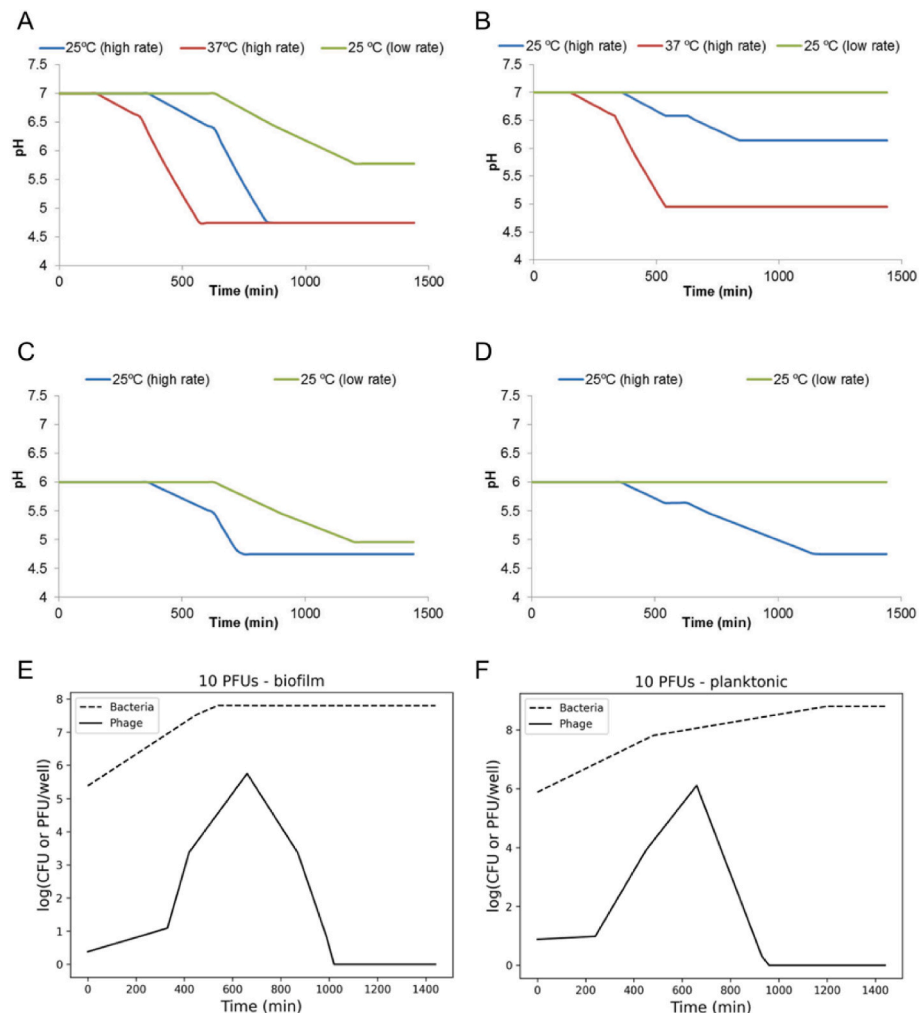 A
25ºC (high rate) 37ºC (high rate) 25 ºC (low rate)
7.5
7
6.5
6
5.5
5
4.5
4
pH
0 500 1000 1500
Time (min)
B
25 ºC (high rate) 37 ºC (high rate) 25 ºC (low rate)
7.5
7
6.5
6
5.5
5
4.5
4
pH
0 500 1000 1500
Time (min)
C
25ºC (high rate) 25 ºC (low rate)
7.5
7
6.5
6
5.5
5
4.5
4
pH
0 500 1000 1500
Time (min)
D
25ºC (high rate) 25 ºC (low rate)
7.5
7
6.5
6
5.5
5
4.5
4
pH
0 500 1000 1500
Time (min)
E
10 PFUs - biofilm
Bacteria
Phage
8
7
6
5
4
3
2
1
0
log(CFU or PFU/well)
0 200 400 600 800 1000 1200 1400
Time (min)
F
10 PFUs - planktonic
Bacteria
Phage
8
6
4
2
0
log(CFU or PFU/well)
0 200 400 600 800 1000 1200 1400
Time (min)